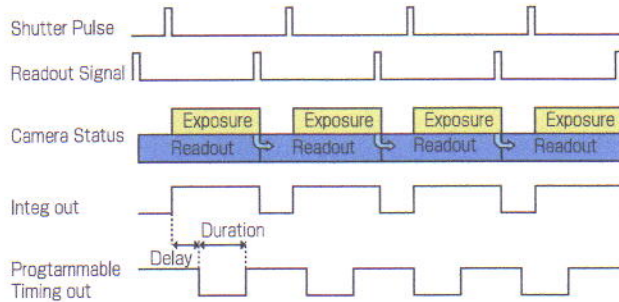 Shutter Pulse
Readout Signal
Camera Status
Exposure Exposure Exposure Exposure
Readout Readout Readout Readout
Integ out
Delay Duration
Progtammable
Timing out